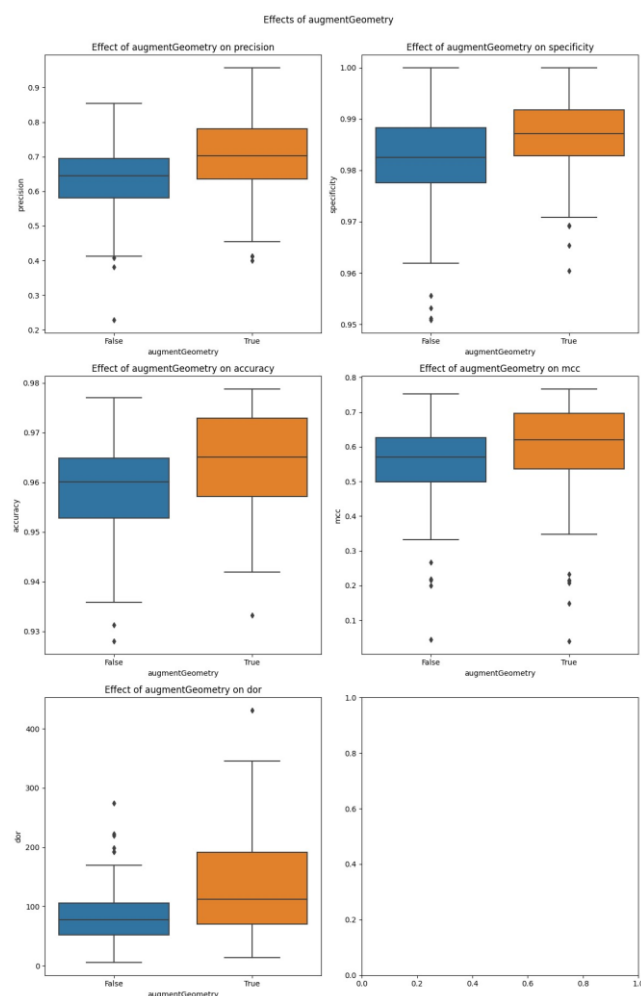 Effects of augmentGeometry
Effect of augmentGeometry on precision
precision
0.9
0.8
0.7
0.6
0.5
0.4
0.3
0.2
False
True
augmentGeometry
Effect of augmentGeometry on specificity
specificity
1.00
0.99
0.98
0.97
0.96
0.95
False
True
augmentGeometry
Effect of augmentGeometry on accuracy
accuracy
0.98
0.97
0.96
0.95
0.94
0.93
False
True
augmentGeometry
Effect of augmentGeometry on mcc
mcc
0.8
0.7
0.6
0.5
0.4
0.3
0.2
0.1
False
True
augmentGeometry
Effect of augmentGeometry on dor
dor
400
300
200
100
0
False
True
augmentGeometry
1.0
0.8
0.6
0.4
0.2
0.0
0.0
0.2
0.4
0.6
0.8
1.0